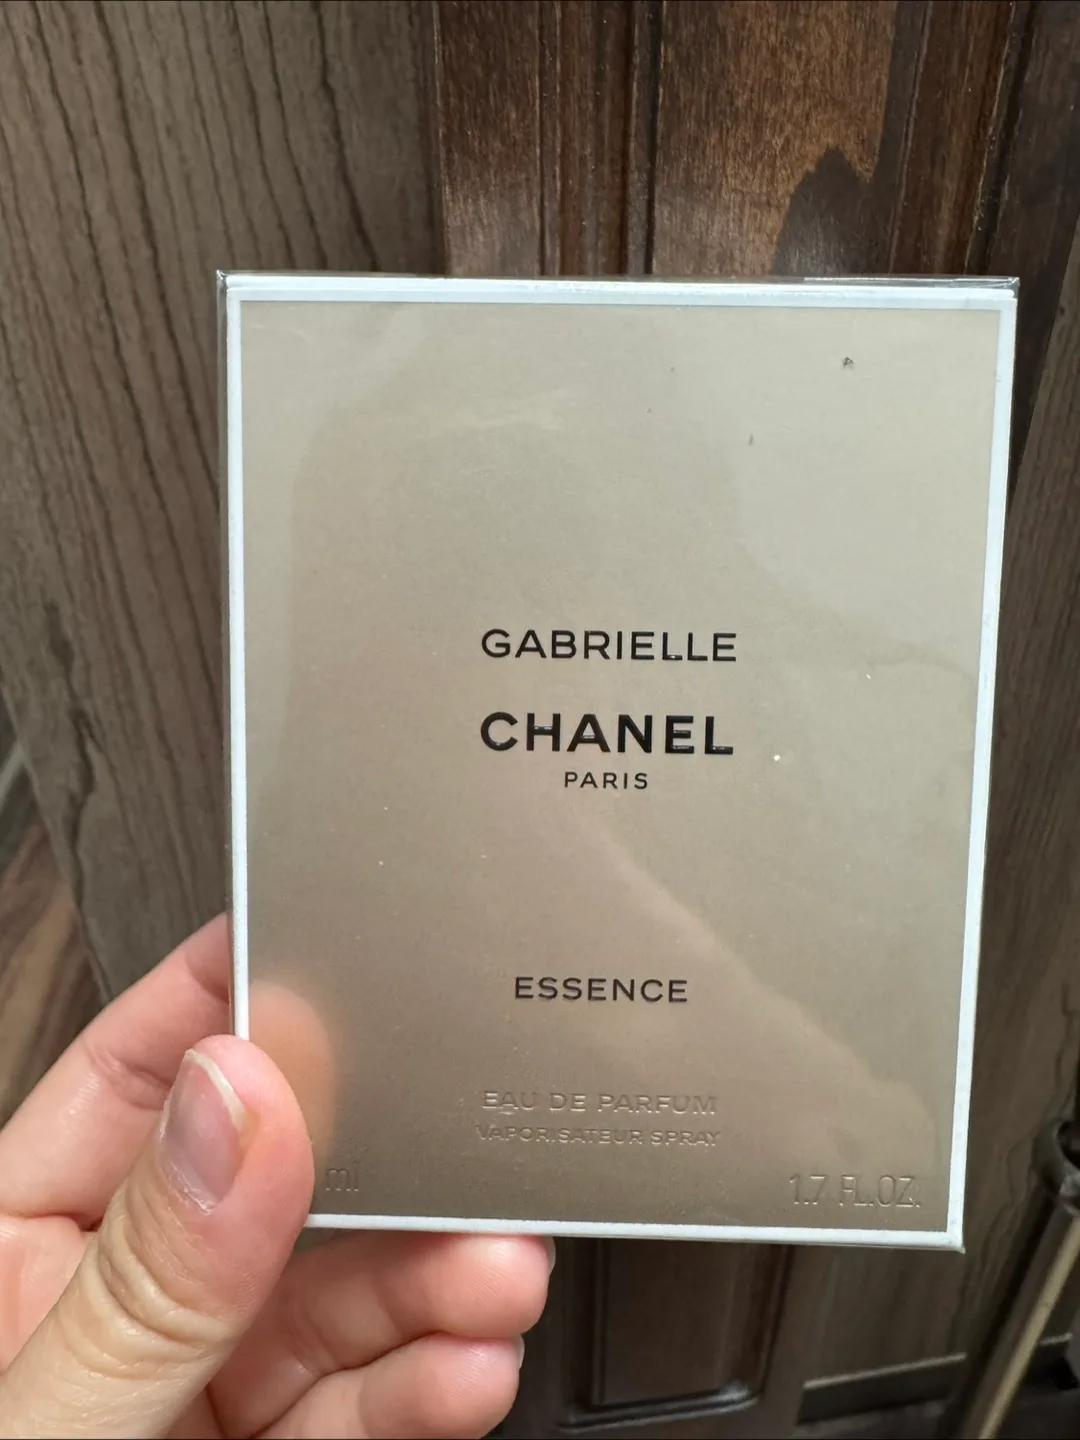 GABRIELLE
CHANEL
PARIS
ESSENCE
EAU DE PARFUM
VAPORISATEUR SPRAY
ml
1.7 FL.OZ.